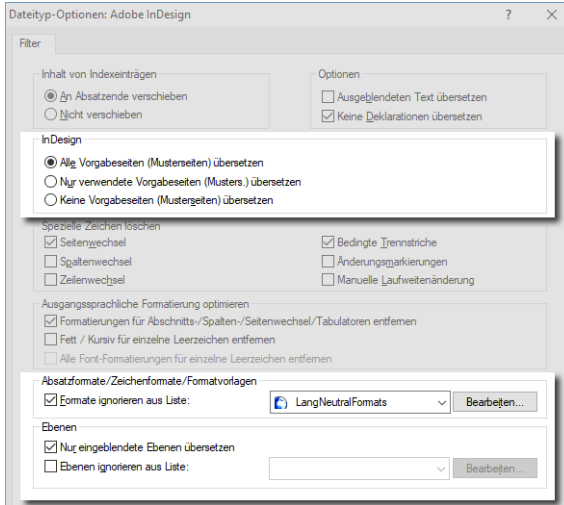 Dateityp-Optionen: Adobe InDesign
Filter
Inhalt von Indexeinträgen
An Absatzende verschieben
Nicht verschieben
Optionen
Ausgeblendeten Text übersetzen
Keine Deklarationen übersetzen
InDesign
Alle Vorgabeseiten (Musterseiten) übersetzen
Nur verwendete Vorgabeseiten (Musters.) übersetzen
Keine Vorgabeseiten (Musterseiten) übersetzen
Spezielle Zeichen löschen
Seitenwechsel
Spaltenwechsel
Zeilenwechsel
Bedingte Trennstriche
Änderungsmarkierungen
Manuelle Laufweitenänderung
Ausgangssprachliche Formatierung optimieren
Formatierungen für Abschnitts-/Spalten-/Seitenwechsel/Tabulatoren entfernen
Fett / Kursiv für einzelne Leerzeichen entfernen
Alle Font-Formatierungen für einzelne Leerzeichen entfernen
Absatzformate/Zeichenformate/Formatvorlagen
Formate ignorieren aus Liste: LangNeutralFormats Bearbeiten...
Ebenen
Nur eingeblendete Ebenen übersetzen
Ebenen ignorieren aus Liste: Bearbeiten...